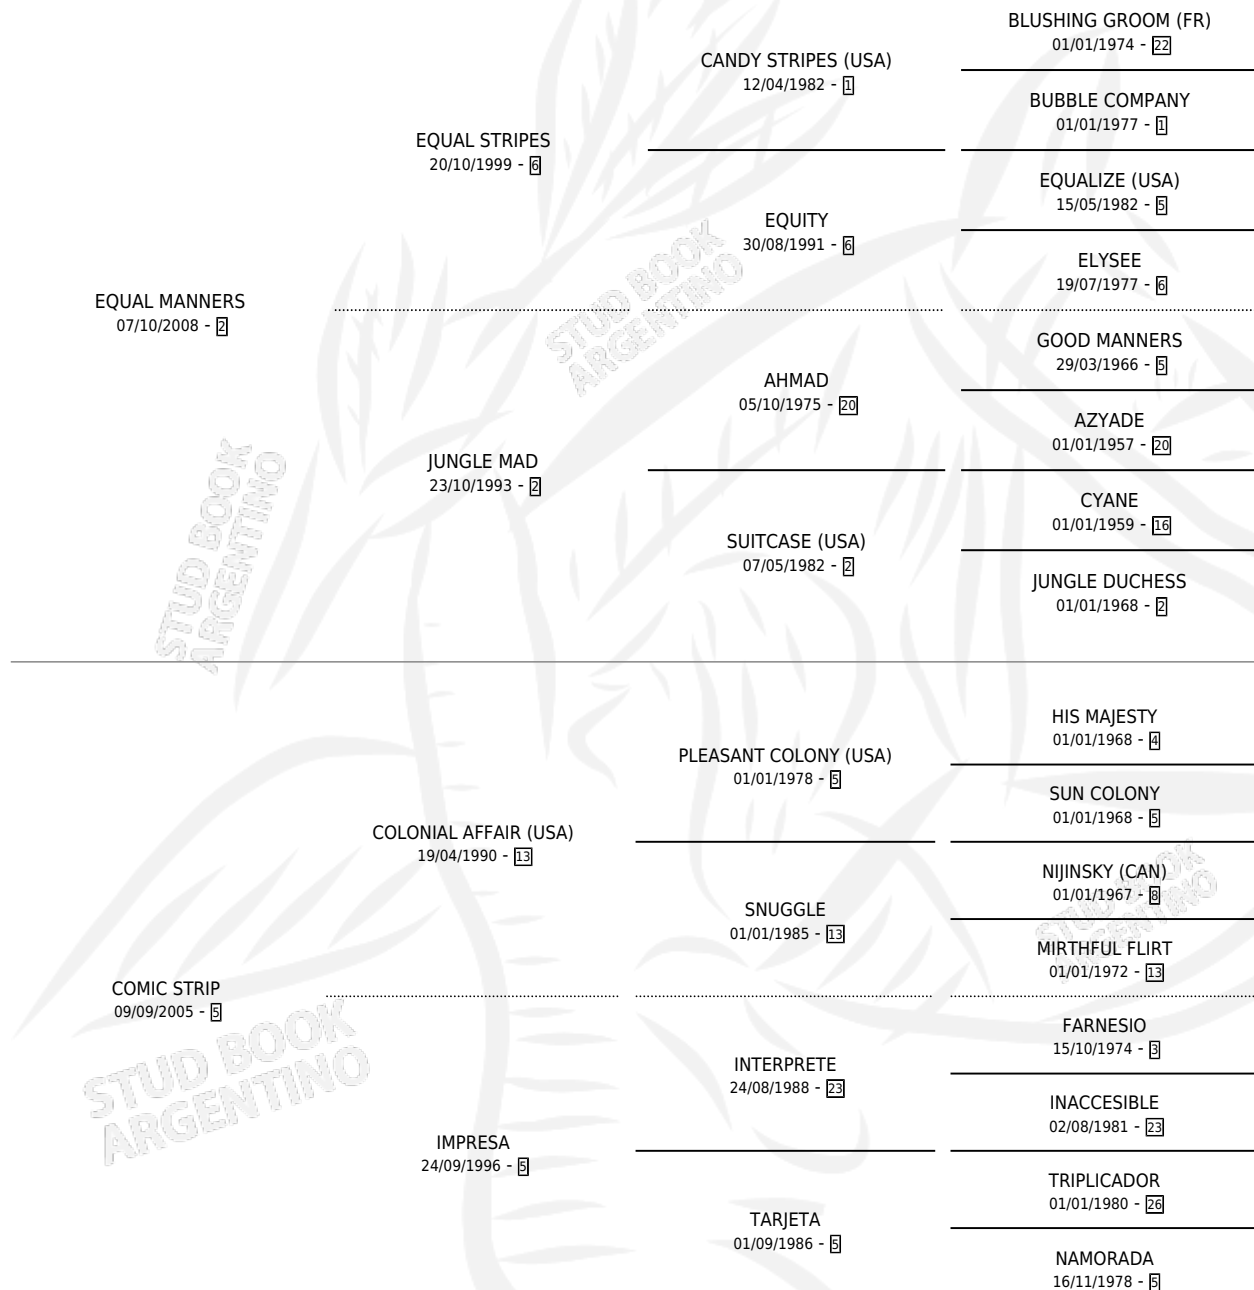 BLUSHING GROOM (FR)
01/01/1974 - 22
CANDY STRIPES (USA)
12/04/1982 - 1
BUBBLE COMPANY
01/01/1977 - 1
EQUAL STRIPES
20/10/1999 - 6
EQUALIZE (USA)
15/05/1982 - 5
EQUITY
30/08/1991 - 6
ELYSEE
19/07/1977 - 6
EQUAL MANNERS
07/10/2008 - 2
GOOD MANNERS
29/03/1966 - 5
AHMAD
05/10/1975 - 20
AZYADE
01/01/1957 - 20
JUNGLE MAD
23/10/1993 - 2
CYANE
01/01/1959 - 16
SUITCASE (USA)
07/05/1982 - 2
JUNGLE DUCHESS
01/01/1968 - 2
HIS MAJESTY
01/01/1968 - 4
PLEASANT COLONY (USA)
01/01/1978 - 5
SUN COLONY
01/01/1968 - 5
COLONIAL AFFAIR (USA)
19/04/1990 - 13
NIJINSKY (CAN)
01/01/1967 - 8
SNUGGLE
01/01/1985 - 13
MIRTHFUL FLIRT
01/01/1972 - 13
COMIC STRIP
09/09/2005 - 5
FARNESIO
15/10/1974 - 3
INTERPRETE
24/08/1988 - 23
INACCESIBLE
02/08/1981 - 23
IMPRESA
24/09/1996 - 5
TRIPLICADOR
01/01/1980 - 26
TARJETA
01/09/1986 - 5
NAMORADA
16/11/1978 - 5
STUD BOOK
ARGENTINO
STUD BOOK
ARGENTINO
STUD BOOK
ARGENTINO
STUD BOOK
ARGENTINO